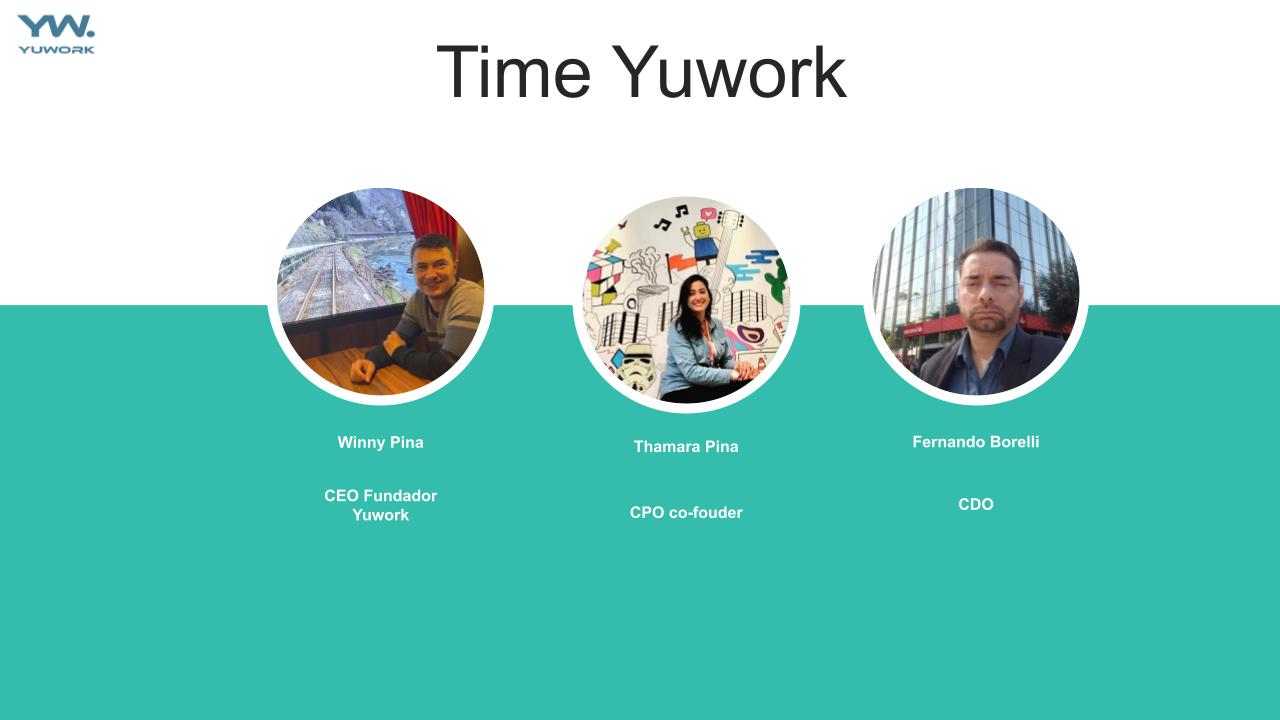 YW.
YUWORK
Time Yuwork
Winny Pina
CEO Fundador
Yuwork
Thamara Pina
CPO co-fouder
Fernando Borelli
CDO